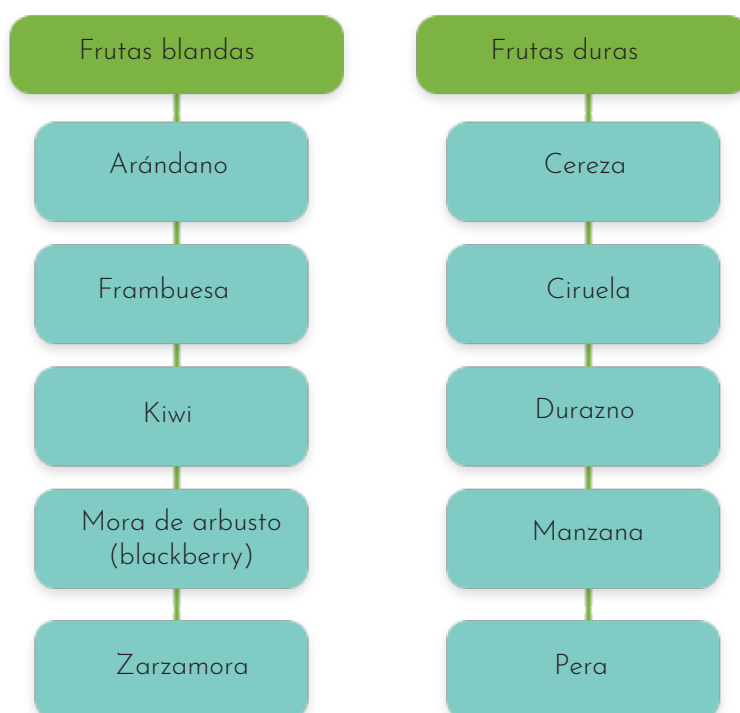 Frutas blandas
Arándano
Frambuesa
Kiwi
Mora de arbusto
(blackberry)
Zarzamora
Frutas duras
Cereza
Ciruela
Durazno
Manzana
Pera